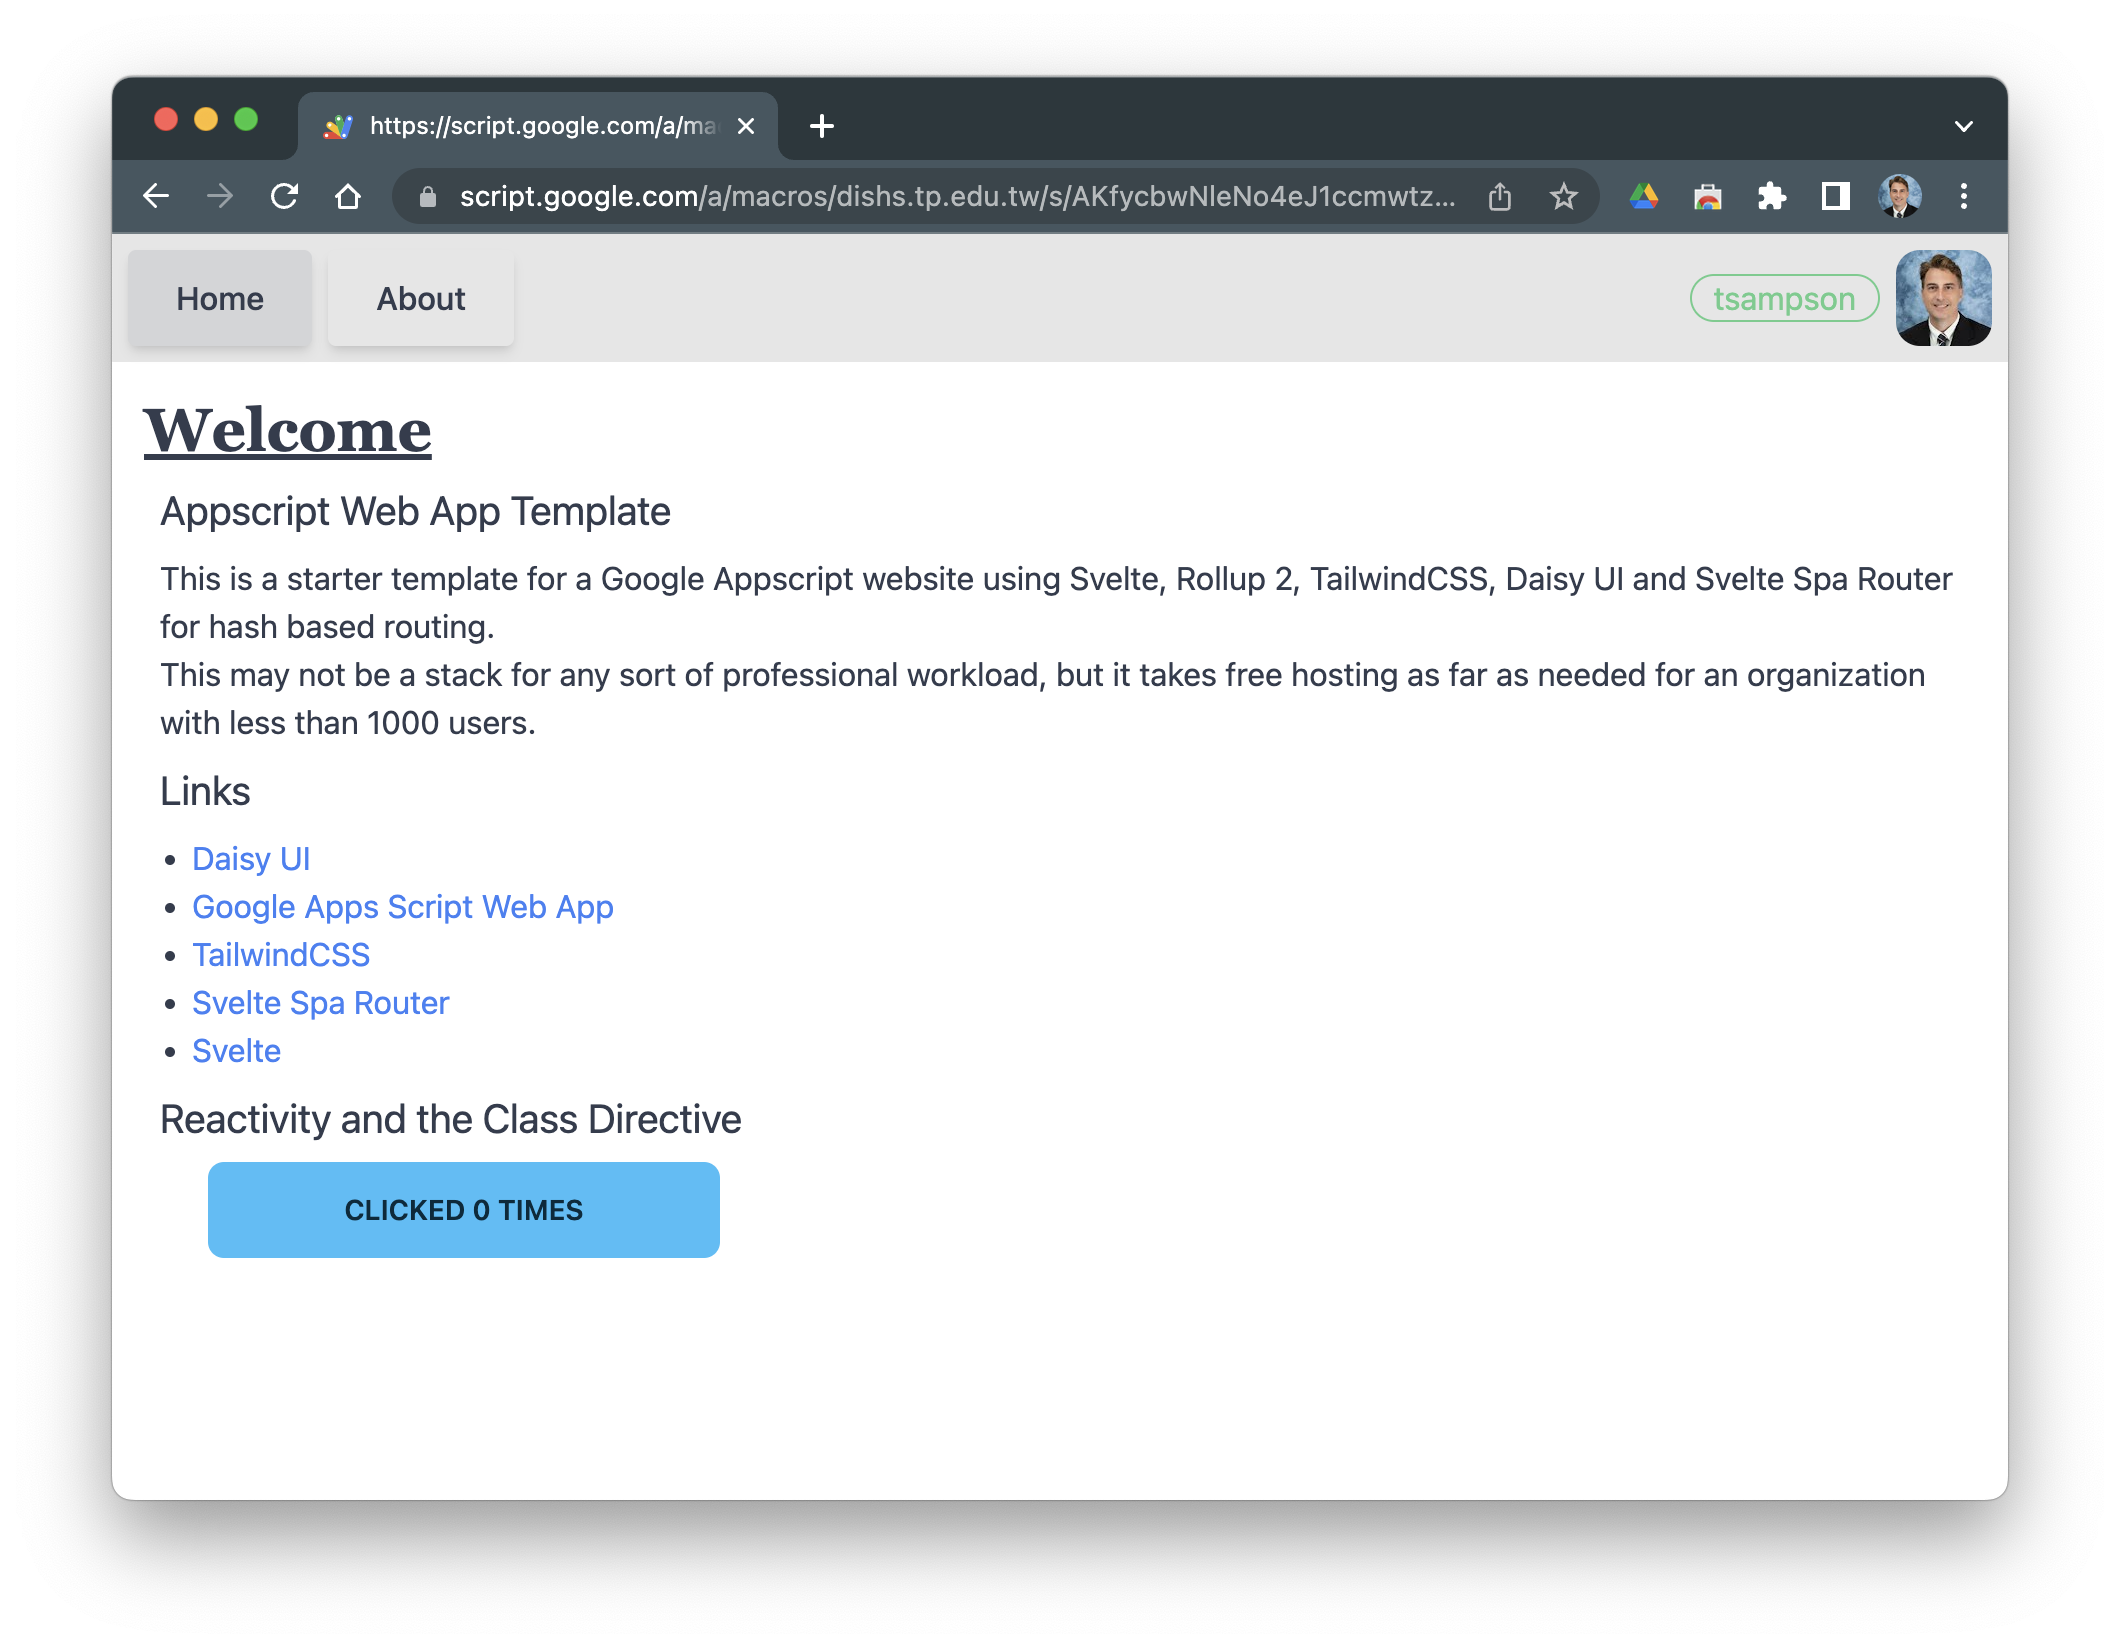 https://script.google.com/a/ma
script.google.com/a/macros/dishs.tp.edu.tw/s/AKfycbwNleNo4eJ1ccmwtz...
Home About tsampson
Welcome
Appscript Web App Template
This is a starter template for a Google Appscript website using Svelte, Rollup 2, TailwindCSS, Daisy UI and Svelte Spa Router
for hash based routing.
This may not be a stack for any sort of professional workload, but it takes free hosting as far as needed for an organization
with less than 1000 users.
Links
• Daisy UI
• Google Apps Script Web App
• TailwindCSS
• Svelte Spa Router
• Svelte
Reactivity and the Class Directive
CLICKED 0 TIMES